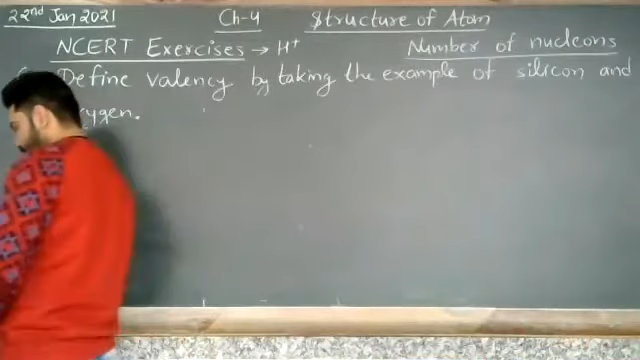 22nd Jan 2021 Ch-4 Structure of Atom
NCERT Exercises → H⁺ Number of nucleons
Define valency by taking the example of silicon and
ygen.